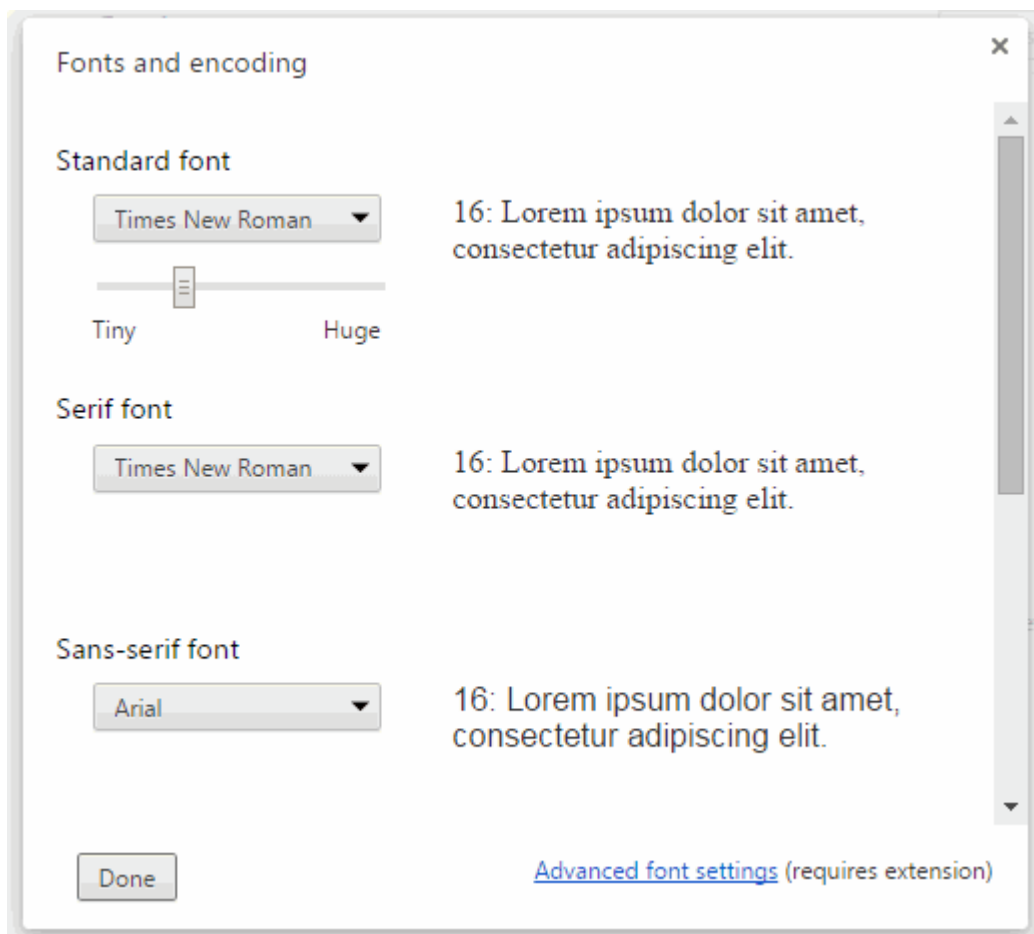 Fonts and encoding
Standard font
Times New Roman
16: Lorem ipsum dolor sit amet,
consectetur adipiscing elit.
Tiny Huge
Serif font
Times New Roman
16: Lorem ipsum dolor sit amet,
consectetur adipiscing elit.
Sans-serif font
Arial
16: Lorem ipsum dolor sit amet,
consectetur adipiscing elit.
Done
Advanced font settings (requires extension)